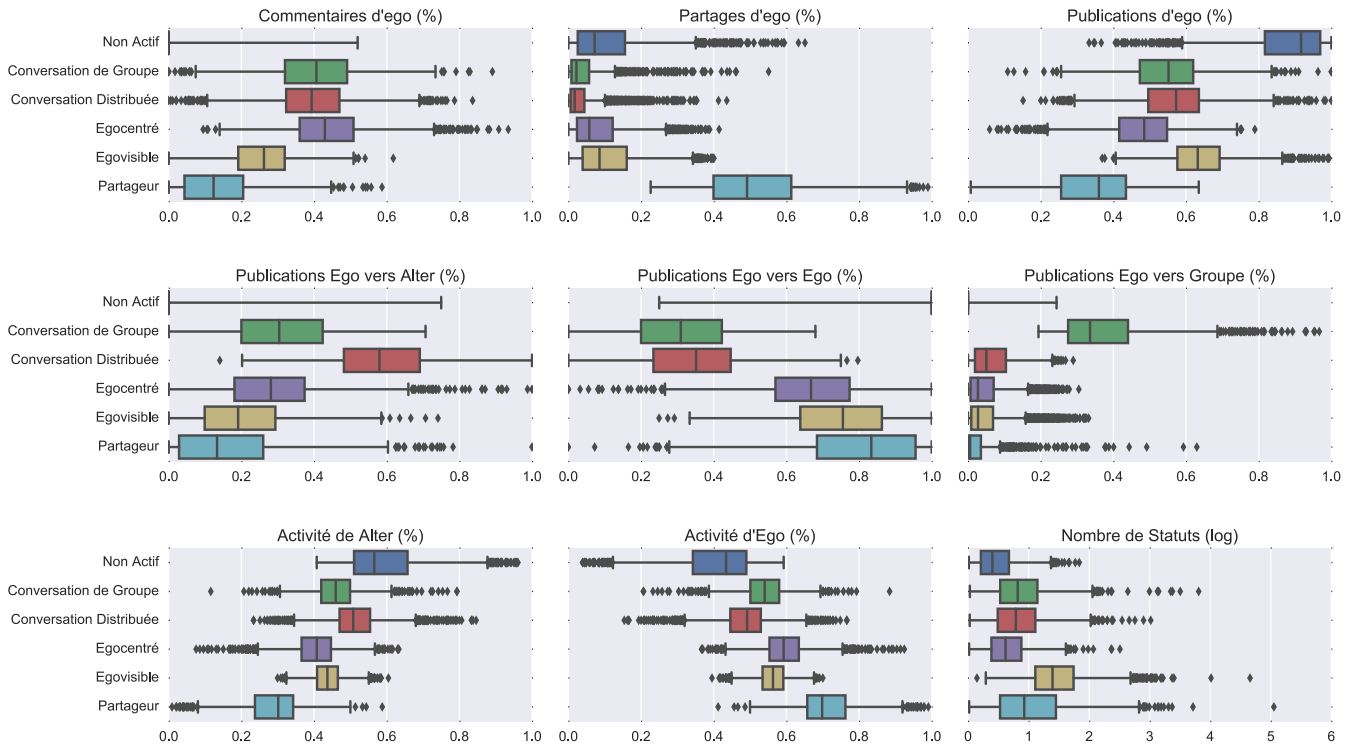 Commentaires d'ego (%)
Partages d'ego (%)
Publications d'ego (%)
Non Actif
Conversation de Groupe
Conversation Distribuée
Egocentré
Egovisible
Partageur
0.0 0.2 0.4 0.6 0.8 1.0
0.0 0.2 0.4 0.6 0.8 1.0
0.0 0.2 0.4 0.6 0.8 1.0
Publications Ego vers Alter (%)
Publications Ego vers Ego (%)
Publications Ego vers Groupe (%)
Non Actif
Conversation de Groupe
Conversation Distribuée
Egocentré
Egovisible
Partageur
0.0 0.2 0.4 0.6 0.8 1.0
0.0 0.2 0.4 0.6 0.8 1.0
0.0 0.2 0.4 0.6 0.8 1.0
Activité de Alter (%)
Activité d'Ego (%)
Nombre de Statuts (log)
Non Actif
Conversation de Groupe
Conversation Distribuée
Egocentré
Egovisible
Partageur
0.0 0.2 0.4 0.6 0.8 1.0
0.0 0.2 0.4 0.6 0.8 1.0
0 1 2 3 4 5 6